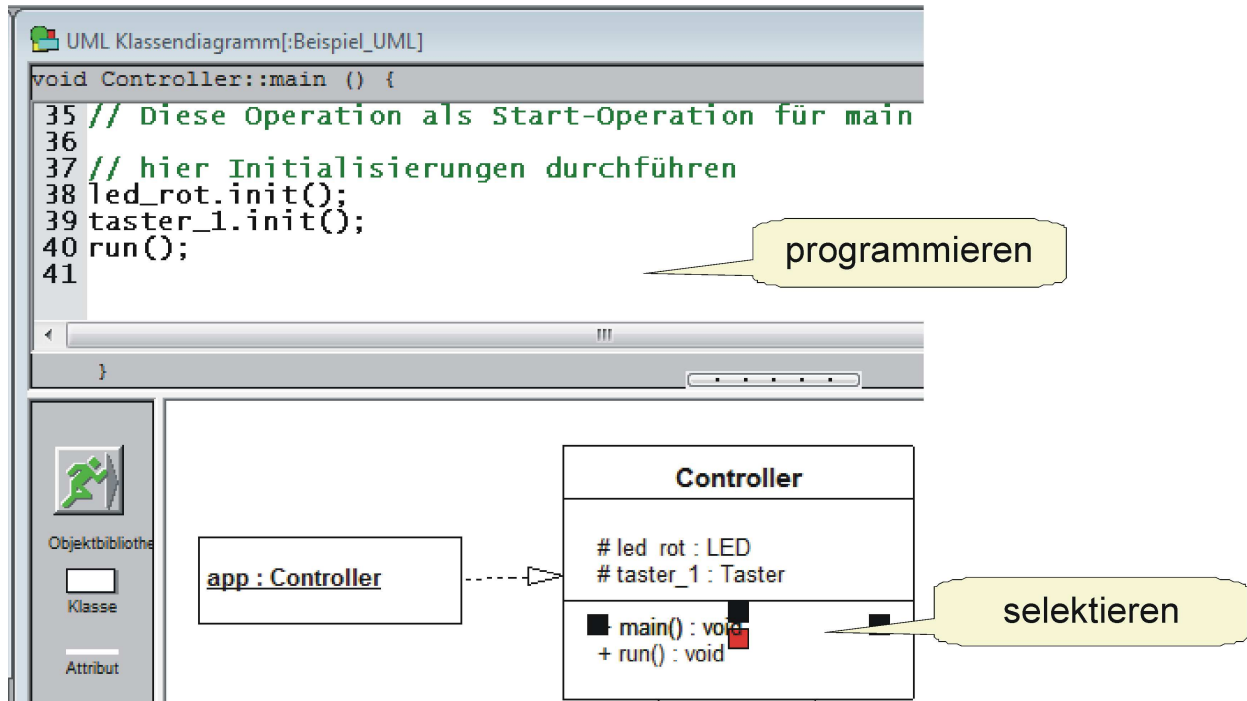 UML Klassendiagramm[:Beispiel_UML]
void Controller::main () {
35 // Diese Operation als Start-Operation für main
36
37 // hier Initialisierungen durchführen
38 led_rot.init();
39 taster_1.init();
40 run();
41
programmieren
}
Objektbibliothe
Klasse
Attribut
app : Controller
Controller
# led rot : LED
# taster_1 : Taster
main() : void
+ run() : void
selektieren